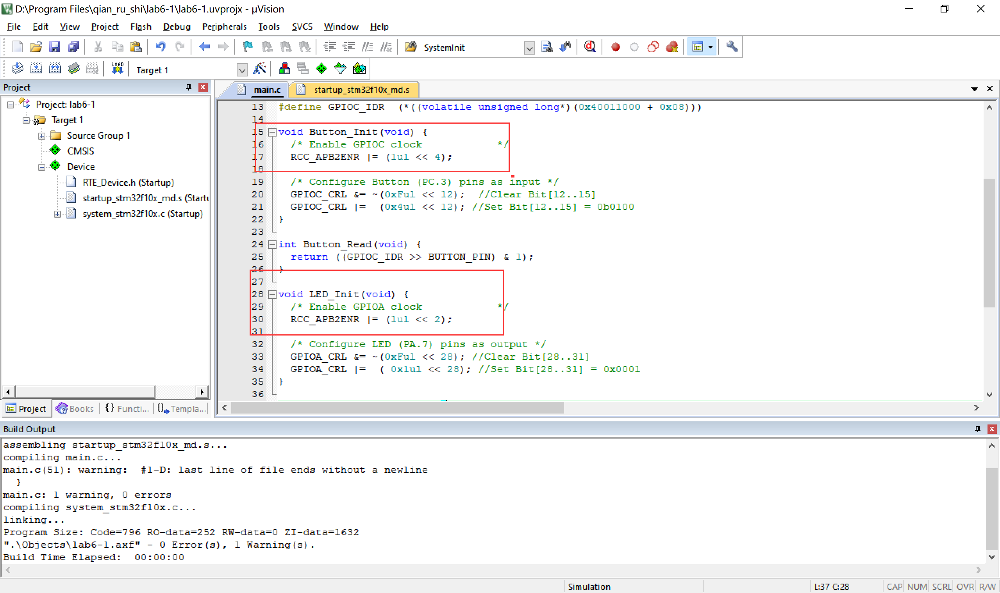 D:\Program Files\qian_ru_shi\lab6-1\lab6-1.uvprojx - µVision
File Edit View Project Flash Debug Peripherals Tools SVCS Window Help
SystemInit
LOAD Target 1
Project
Project: lab6-1
Target 1
Source Group 1
CMSIS
Device
RTE_Device.h (Startup)
startup_stm32f10x_md.s (Startu
system_stm32f10x.c (Startup)
Project Books {} Functi... Templa...
main.c startup_stm32f10x_md.s
13 #define GPIOC_IDR (*((volatile unsigned long*)(0x40011000 + 0x08)))
14
15 void Button_Init(void) {
16 /* Enable GPIOC clock */
17 RCC_APB2ENR |= (1ul << 4);
18
19 /* Configure Button (PC.3) pins as input */
20 GPIOC_CRL &= ~(0xFul << 12); //Clear Bit[12..15]
21 GPIOC_CRL |= (0x4ul << 12); //Set Bit[12..15] = 0b0100
22 }
23
24 int Button_Read(void) {
25 return ((GPIOC_IDR >> BUTTON_PIN) & 1);
26 }
27
28 void LED_Init(void) {
29 /* Enable GPIOA clock */
30 RCC_APB2ENR |= (1ul << 2);
31
32 /* Configure LED (PA.7) pins as output */
33 GPIOA_CRL &= ~(0xFul << 28); //Clear Bit[28..31]
34 GPIOA_CRL |= ( 0x1ul << 28); //Set Bit[28..31] = 0x0001
35 }
36
Build Output
assembling startup_stm32f10x_md.s...
compiling main.c...
main.c(51): warning: #1-D: last line of file ends without a newline
}
main.c: 1 warning, 0 errors
compiling system_stm32f10x.c...
linking...
Program Size: Code=796 RO-data=252 RW-data=0 ZI-data=1632
".\Objects\lab6-1.axf" - 0 Error(s), 1 Warning(s).
Build Time Elapsed: 00:00:00
Simulation L:37 C:28 CAP NUM SCRL OVR R/W